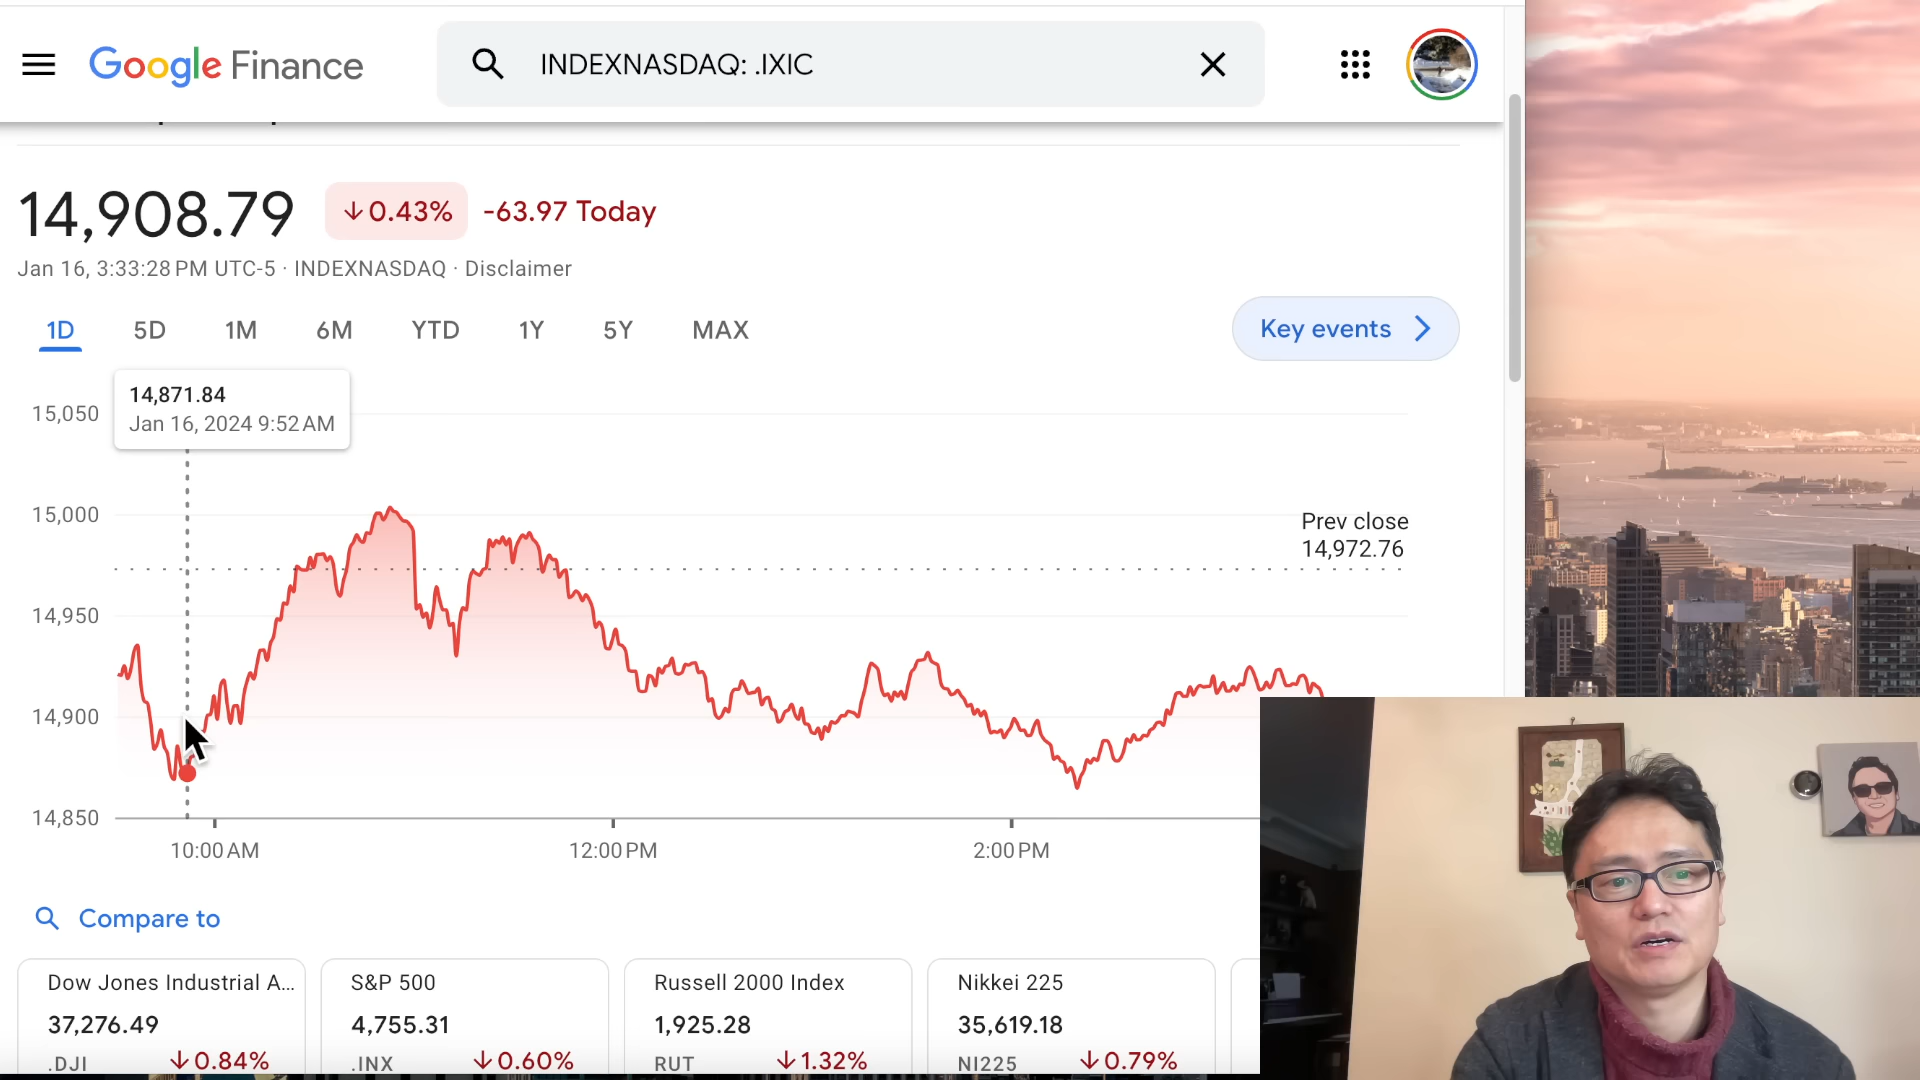 Google Finance
INDEXNASDAQ: .IXIC
14,908.79
↓0.43%
-63.97 Today
Jan 16, 3:33:28 PM UTC-5 · INDEXNASDAQ · Disclaimer
1D 5D 1M 6M YTD 1Y 5Y MAX
Key events
14,871.84
Jan 16, 2024 9:52 AM
15,050
15,000
14,950
14,900
14,850
Prev close
14,972.76
10:00 AM
12:00 PM
2:00 PM
Compare to
Dow Jones Industrial A...
37,276.49
.DJI ↓0.84%
S&P 500
4,755.31
.INX ↓0.60%
Russell 2000 Index
1,925.28
RUT ↓1.32%
Nikkei 225
35,619.18
NI225 ↓0.79%